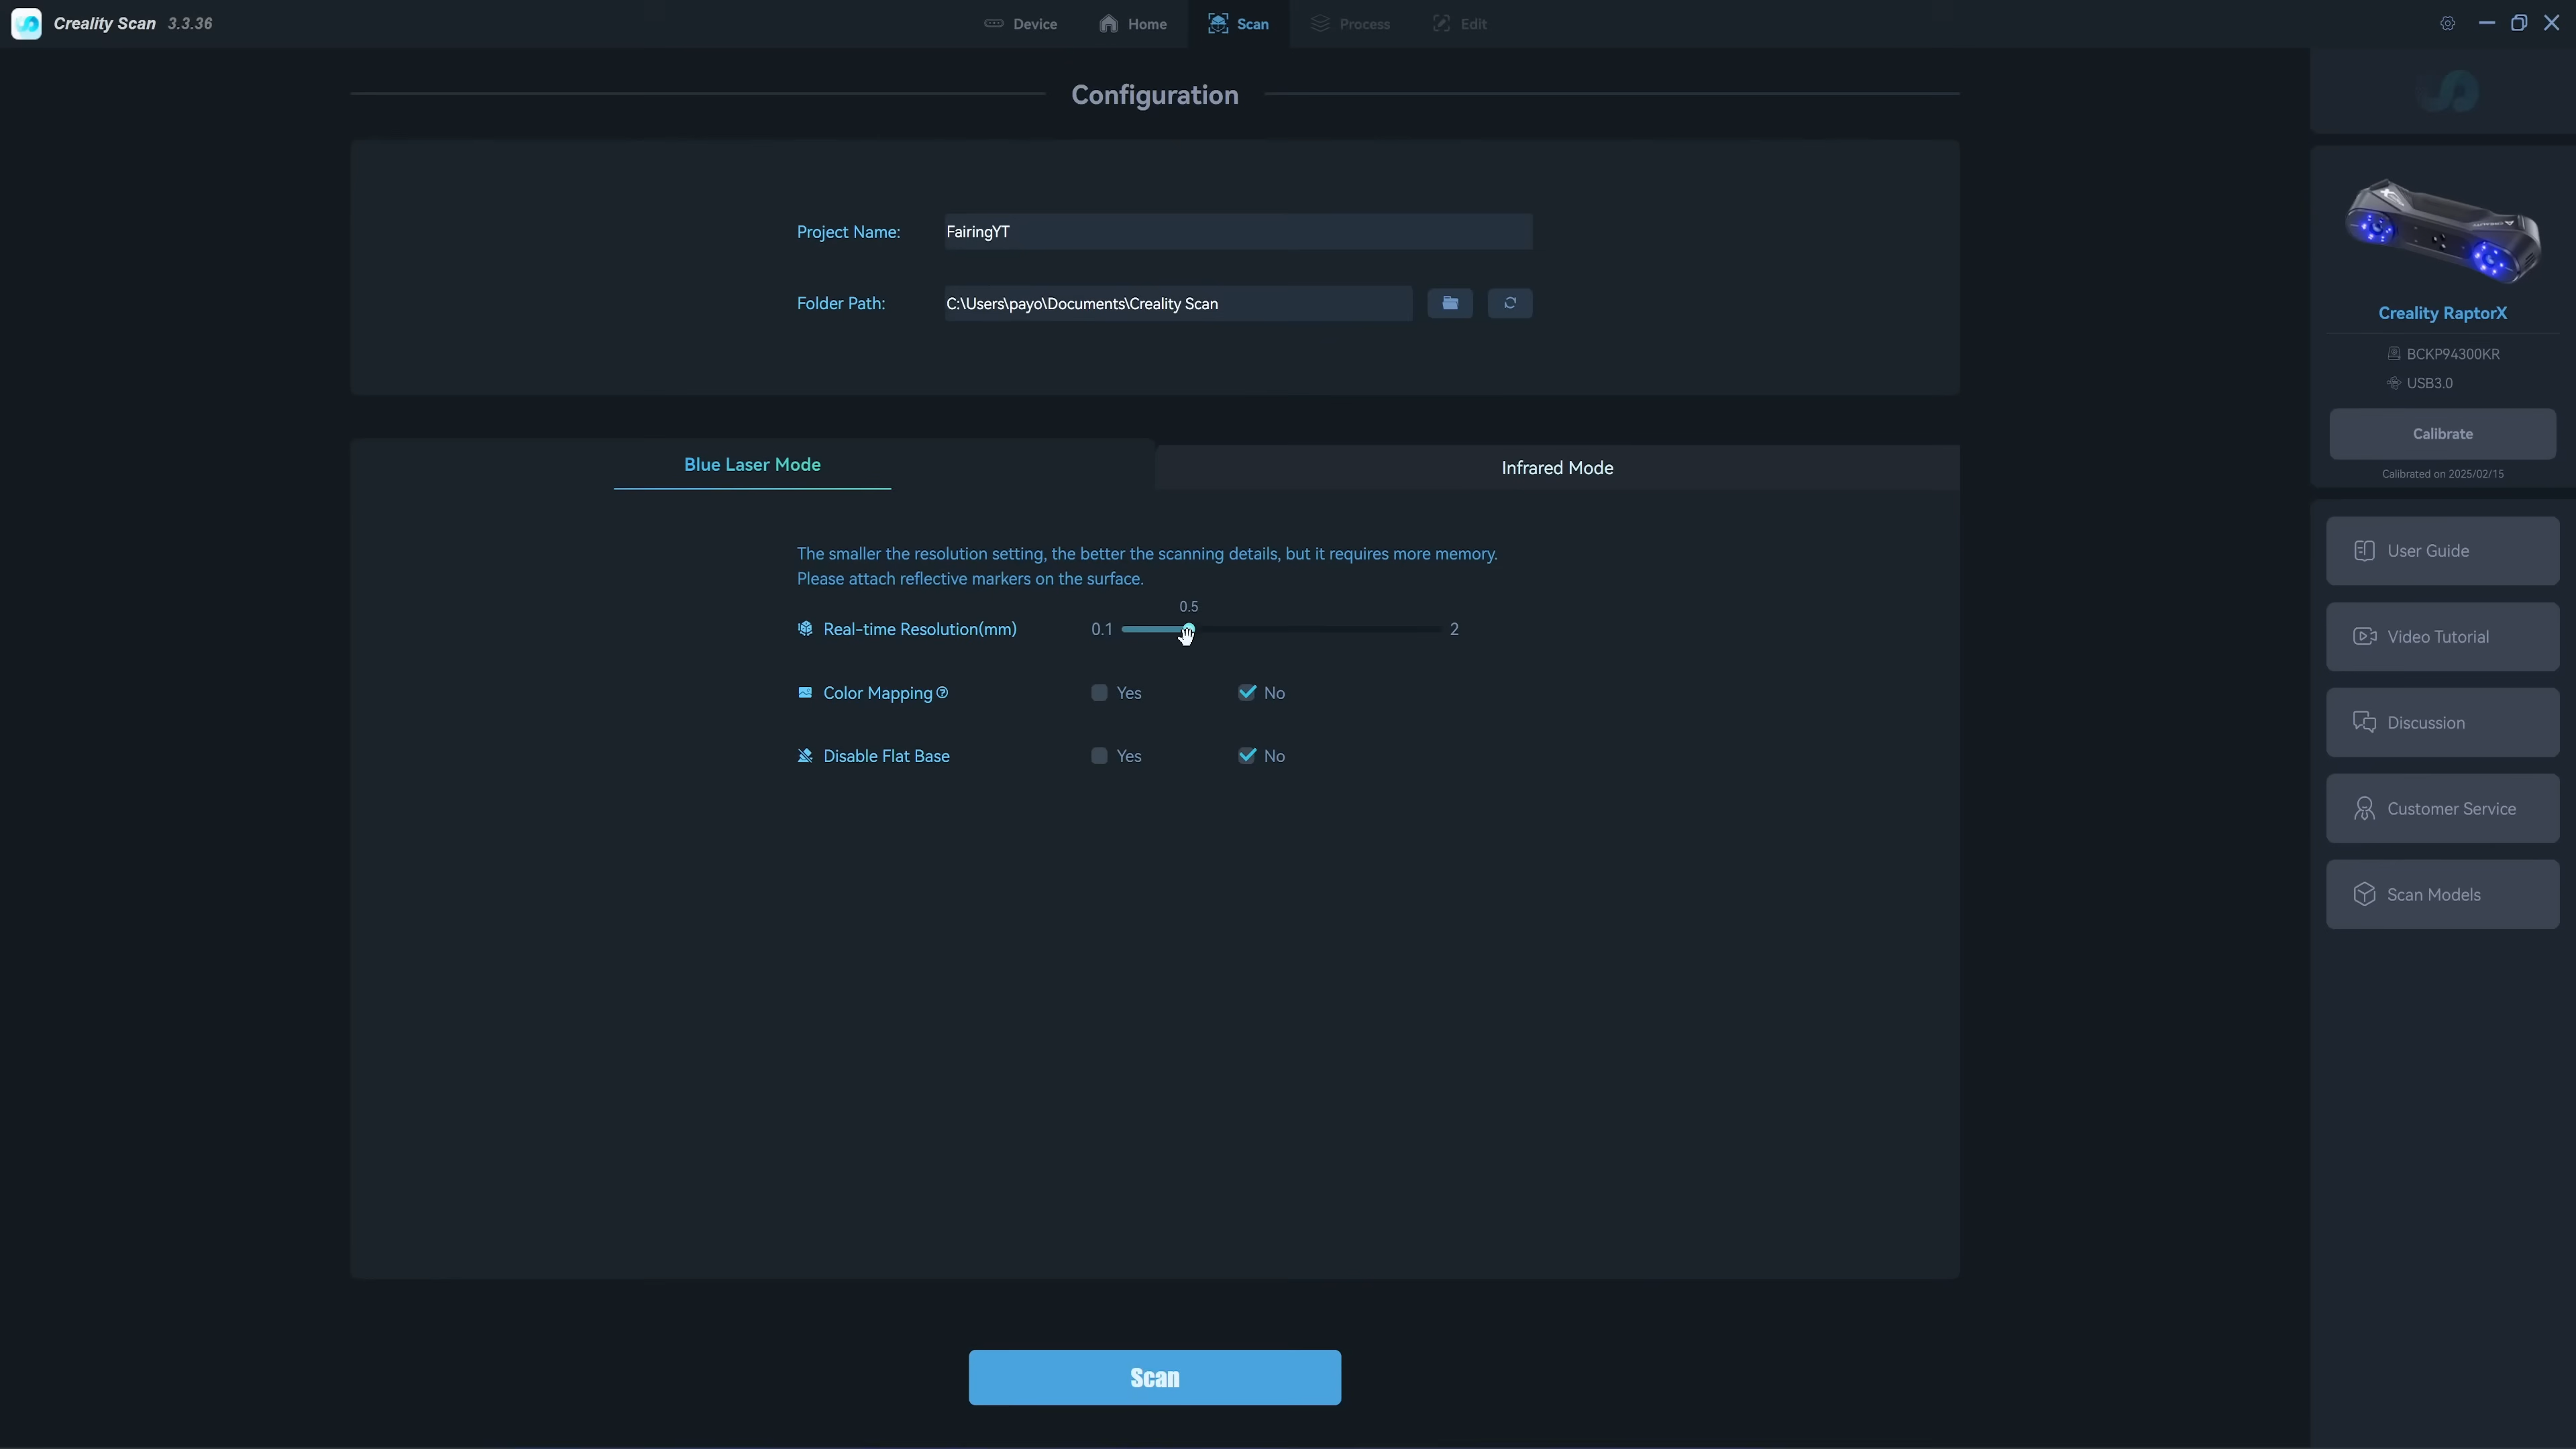 Creality Scan 3.3.36
Device
Home
Scan
Process
Edit
Configuration
Project Name:
FairingYT
Folder Path:
C:\Users\payo\Documents\Creality Scan
Creality RaptorX
BCKP94300KR
USB3.0
Calibrate
Calibrated on 2025/02/15
Blue Laser Mode
Infrared Mode
The smaller the resolution setting, the better the scanning details, but it requires more memory.
Please attach reflective markers on the surface.
0.5
Real-time Resolution(mm)
0.1
2
Color Mapping
Yes
No
Disable Flat Base
Yes
No
User Guide
Video Tutorial
Discussion
Customer Service
Scan Models
Scan